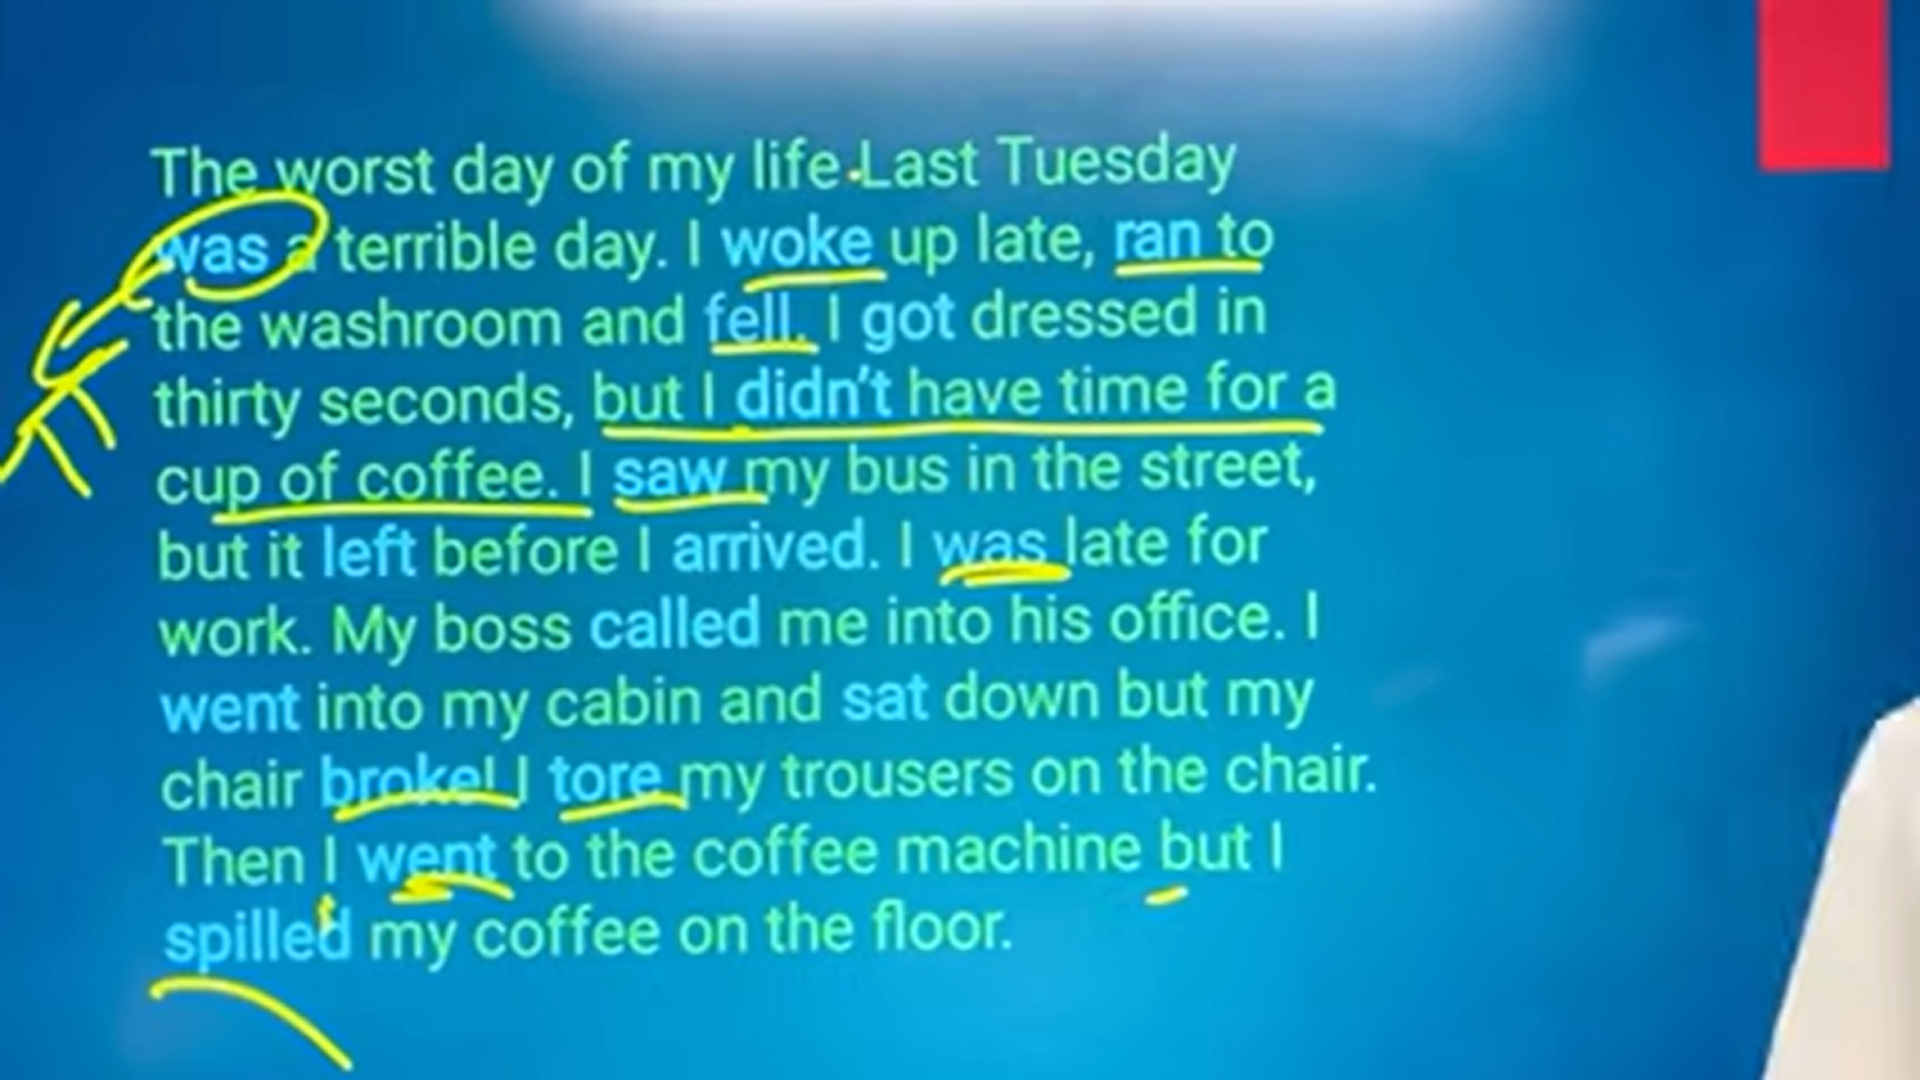 The worst day of my life.Last Tuesday
was a terrible day. I woke up late, ran to
the washroom and fell. I got dressed in
thirty seconds, but I didn't have time for a
cup of coffee. I saw my bus in the street,
but it left before I arrived. I was late for
work. My boss called me into his office. I
went into my cabin and sat down but my
chair broke! I tore my trousers on the chair.
Then I went to the coffee machine but I
spilled my coffee on the floor.